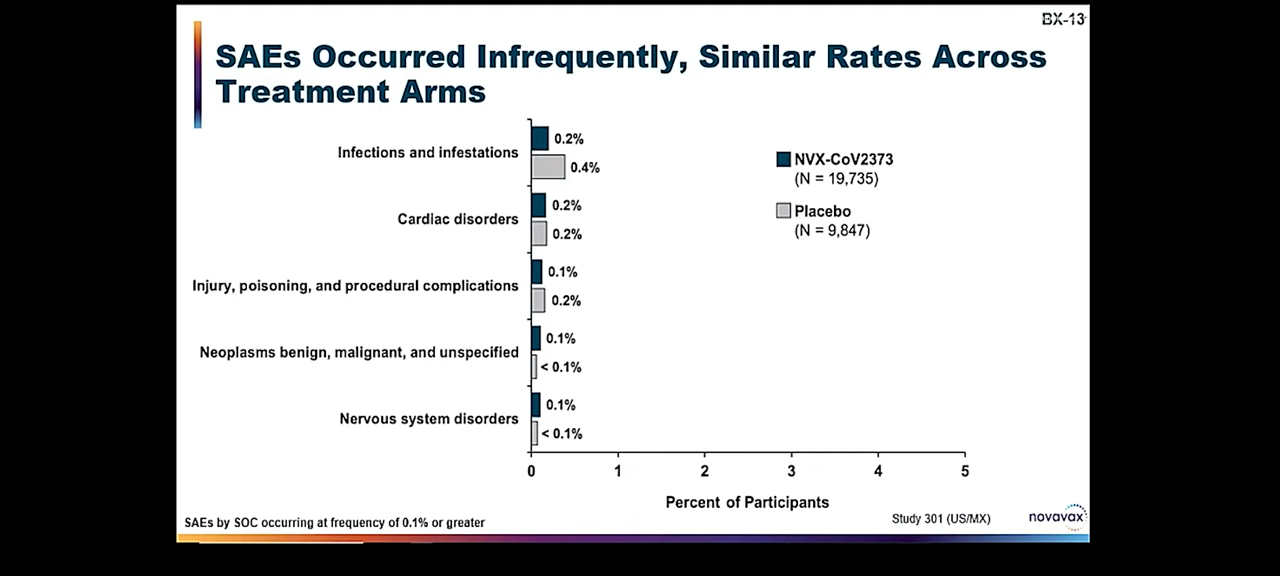 BX-13
SAEs Occurred Infrequently, Similar Rates Across
Treatment Arms
Infections and infestations
0.2%
0.4%
Cardiac disorders
0.2%
0.2%
Injury, poisoning, and procedural complications
0.1%
0.2%
Neoplasms benign, malignant, and unspecified
0.1%
< 0.1%
Nervous system disorders
0.1%
< 0.1%
NVX-CoV2373
(N = 19,735)
Placebo
(N = 9,847)
0 1 2 3 4 5
Percent of Participants
SAEs by SOC occurring at frequency of 0.1% or greater
Study 301 (US/MX)
novavax